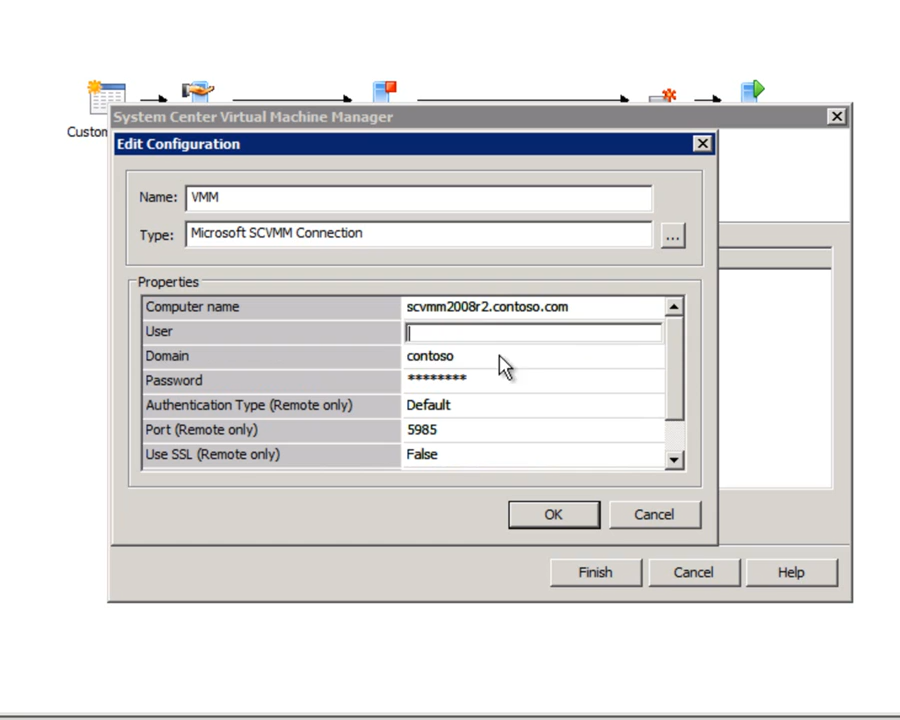 Custom
System Center Virtual Machine Manager
Edit Configuration
Name: VMM
Type: Microsoft SCVMM Connection
...
Properties
Computer name scvmm2008r2.contoso.com
User
Domain contoso
Password ********
Authentication Type (Remote only) Default
Port (Remote only) 5985
Use SSL (Remote only) False
OK Cancel
Finish Cancel Help